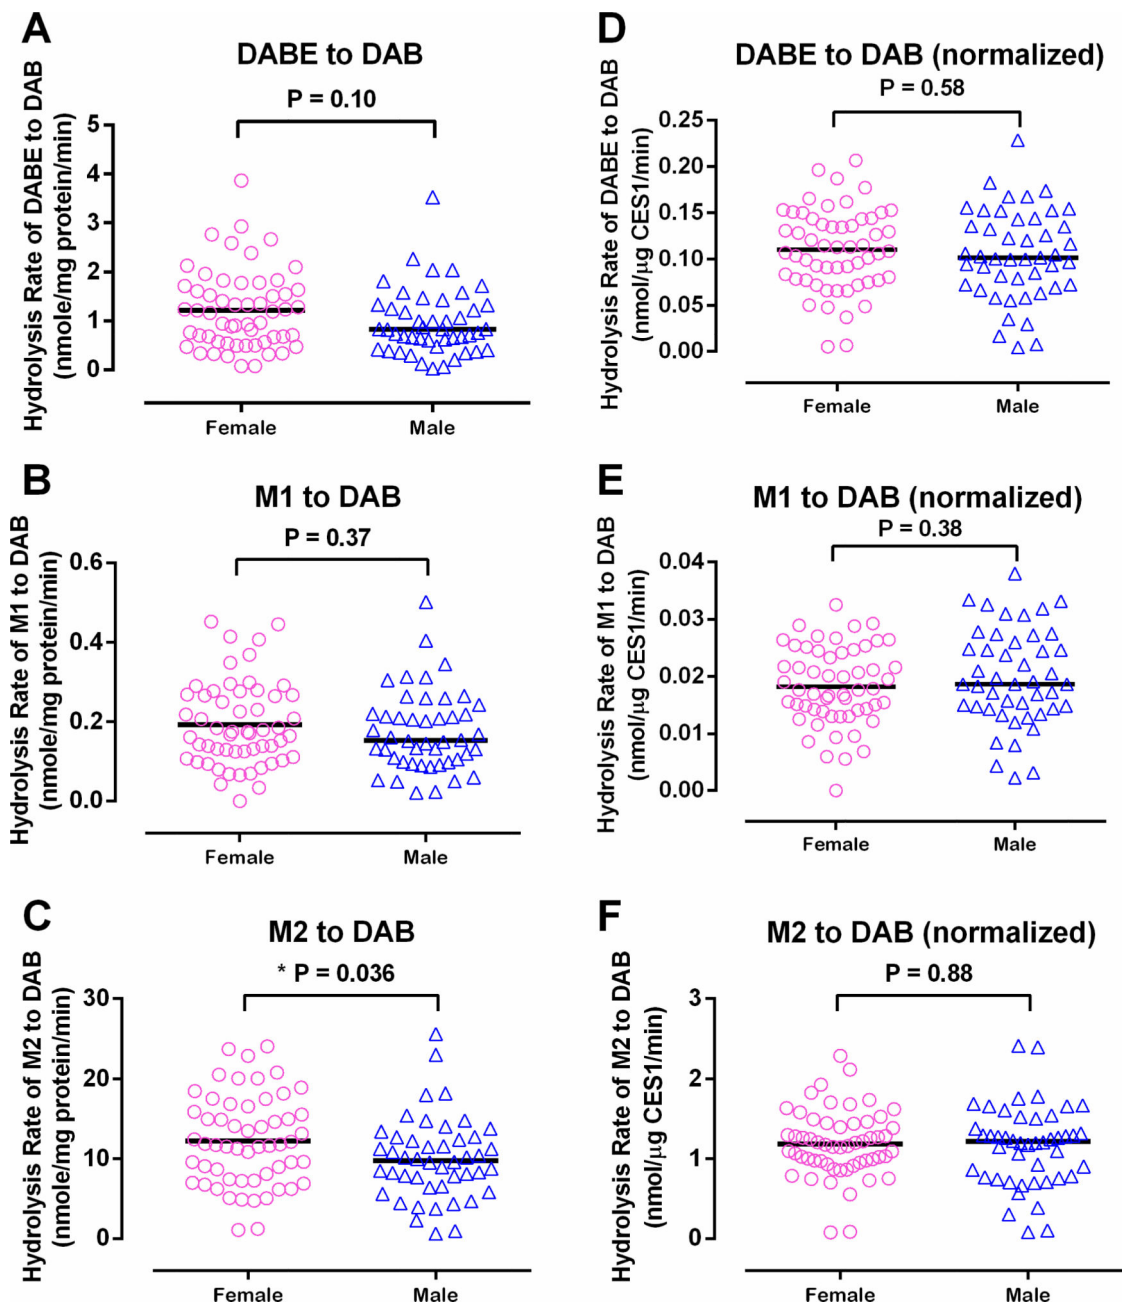 A
DABE to DAB
P = 0.10
Hydrolysis Rate of DABE to DAB
(nmole/mg protein/min)
5
4
3
2
1
0
Female
Male
D
DABE to DAB (normalized)
P = 0.58
Hydrolysis Rate of DABE to DAB
(nmol/µg CES1/min)
0.25
0.20
0.15
0.10
0.05
0.00
Female
Male
B
M1 to DAB
P = 0.37
Hydrolysis Rate of M1 to DAB
(nmole/mg protein/min)
0.6
0.4
0.2
0.0
Female
Male
E
M1 to DAB (normalized)
P = 0.38
Hydrolysis Rate of M1 to DAB
(nmol/µg CES1/min)
0.04
0.03
0.02
0.01
0.00
Female
Male
C
M2 to DAB
* P = 0.036
Hydrolysis Rate of M2 to DAB
(nmole/mg protein/min)
30
20
10
0
Female
Male
F
M2 to DAB (normalized)
P = 0.88
Hydrolysis Rate of M2 to DAB
(nmol/µg CES1/min)
3
2
1
0
Female
Male